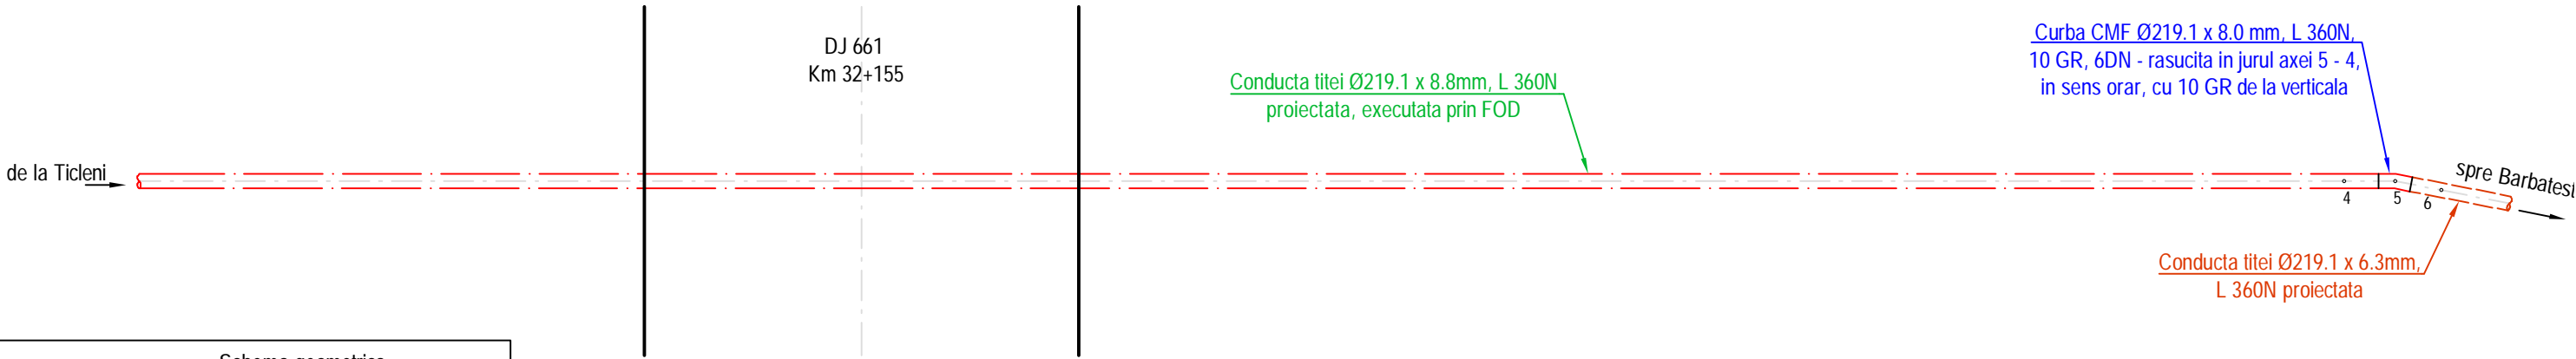 DJ 661
Km 32+155
Conducta titei Ø219.1 x 8.8mm, L 360N
proiectata, executata prin FOD
Curba CMF Ø219.1 x 8.0 mm, L 360N,
10 GR, 6DN - rasucita in jurul axei 5 - 4,
in sens orar, cu 10 GR de la verticala
de la Ticleni
spre Barbatesti
4
5
6
Conducta titei Ø219.1 x 6.3mm,
L 360N proiectata
Schema geometrica